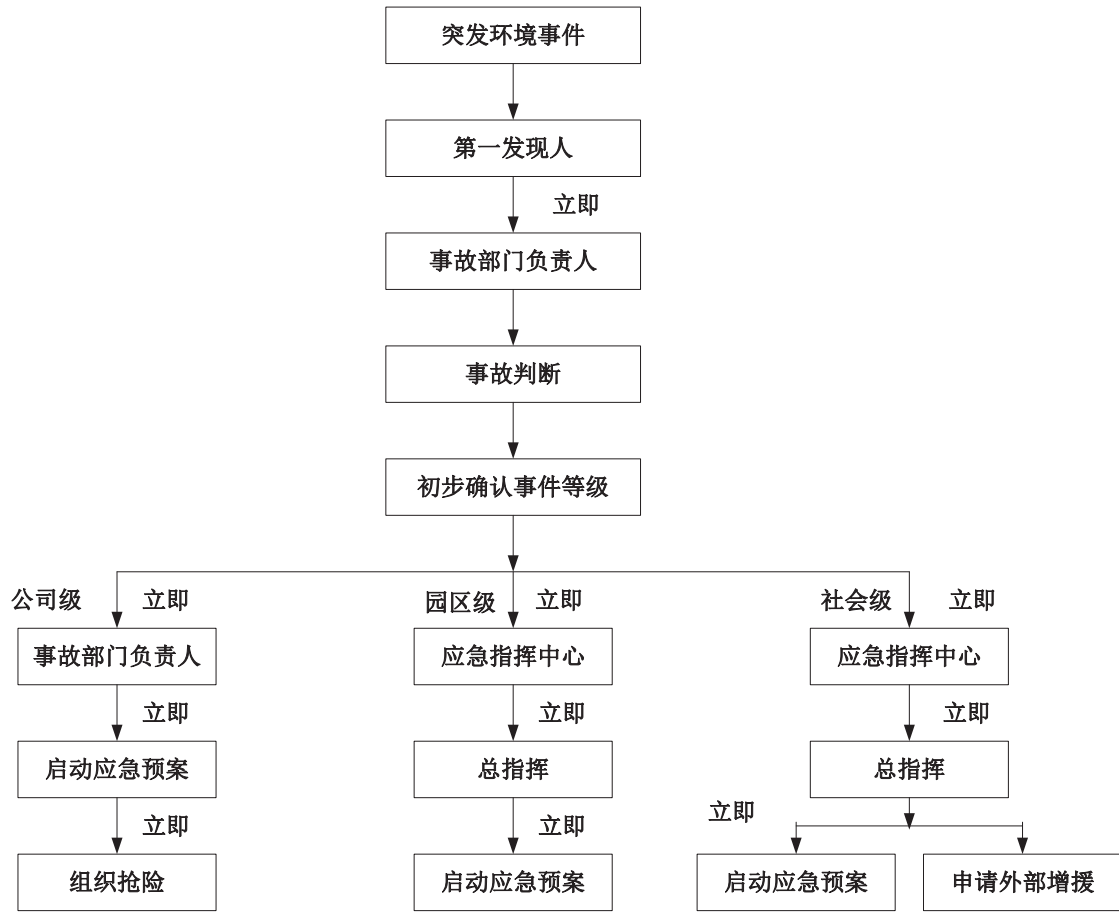 突发环境事件
第一发现人
立即
事故部门负责人
事故判断
初步确认事件等级
公司级 立即 园区级 立即 社会级 立即
事故部门负责人 应急指挥中心 应急指挥中心
立即 立即 立即
启动应急预案 总指挥 总指挥
立即 立即 立即
组织抢险 启动应急预案 启动应急预案 申请外部增援